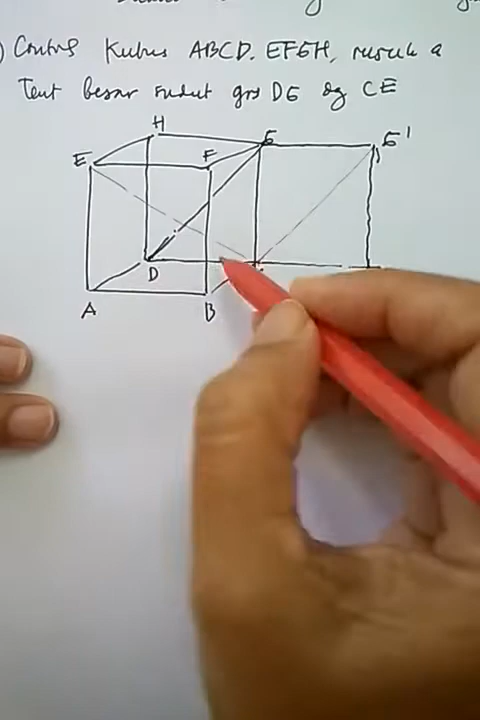 Contoh Kubus ABCD. EFGH, rusuk a
Tent besar sudut grs DG dg CE
H
E
F
G
G'
D
A
B